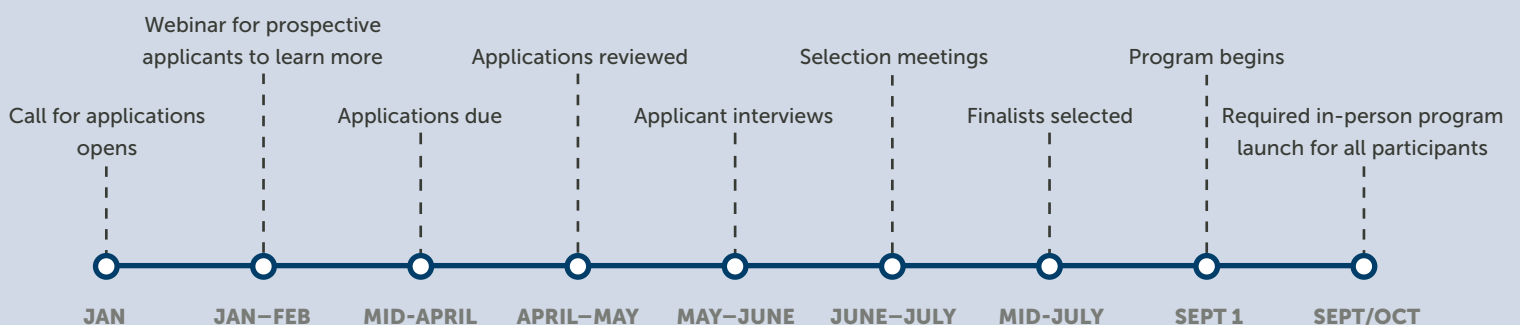 Webinar for prospective
applicants to learn more
Applications reviewed
Selection meetings
Program begins
Call for applications
opens
Applications due
Applicant interviews
Finalists selected
Required in-person program
launch for all participants
JAN
JAN–FEB
MID-APRIL
APRIL–MAY
MAY–JUNE
JUNE–JULY
MID-JULY
SEPT 1
SEPT/OCT